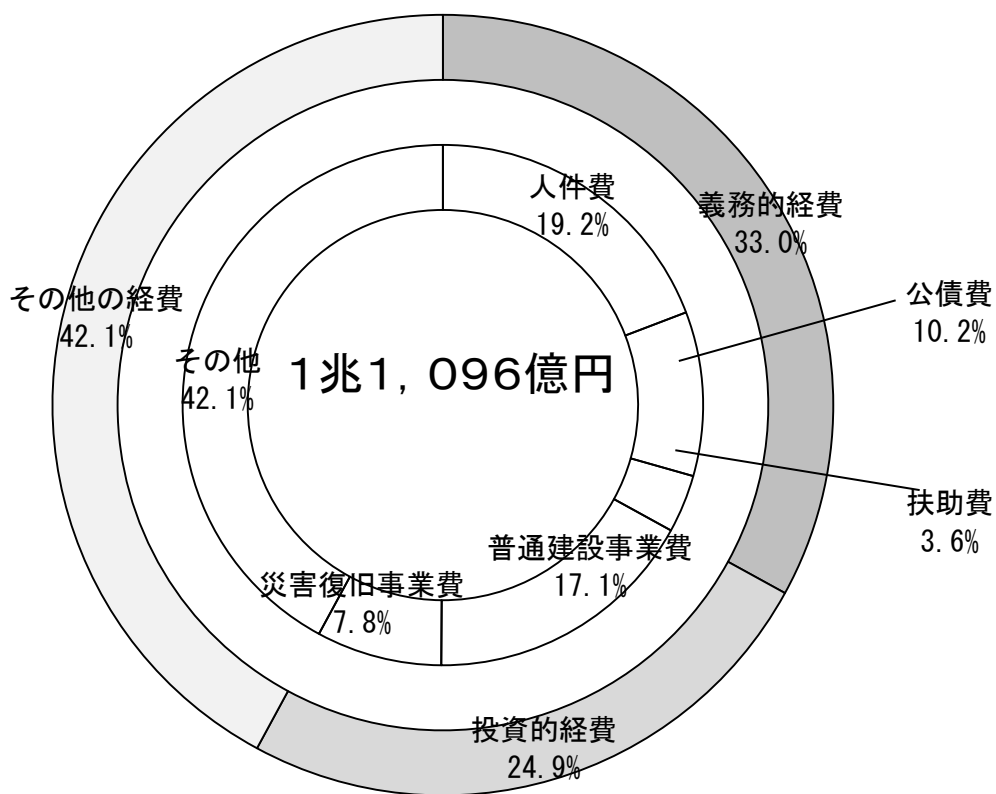 人件費
19.2%
義務的経費
33.0%
公債費
10.2%
その他の経費
42.1%
その他
42.1%
1兆1,096億円
扶助費
3.6%
普通建設事業費
17.1%
災害復旧事業費
7.8%
投資的経費
24.9%